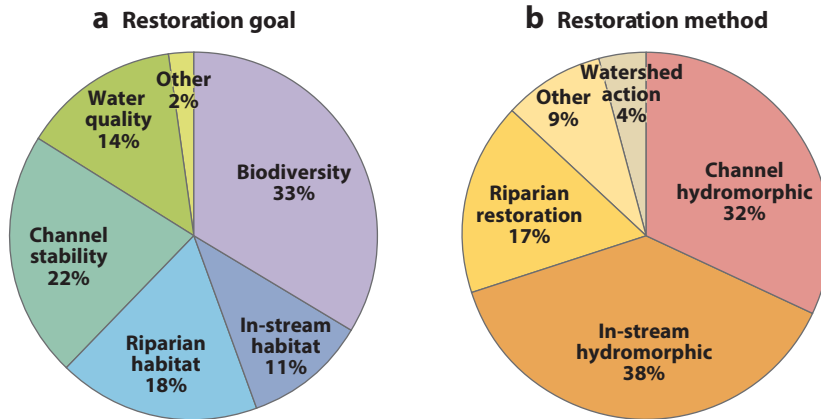 a Restoration goal
Other
2%
Water
quality
14%
Biodiversity
33%
Channel
stability
22%
In-stream
habitat
11%
Riparian
habitat
18%
b Restoration method
Watershed
action
4%
Other
9%
Channel
hydromorphic
32%
Riparian
restoration
17%
In-stream
hydromorphic
38%